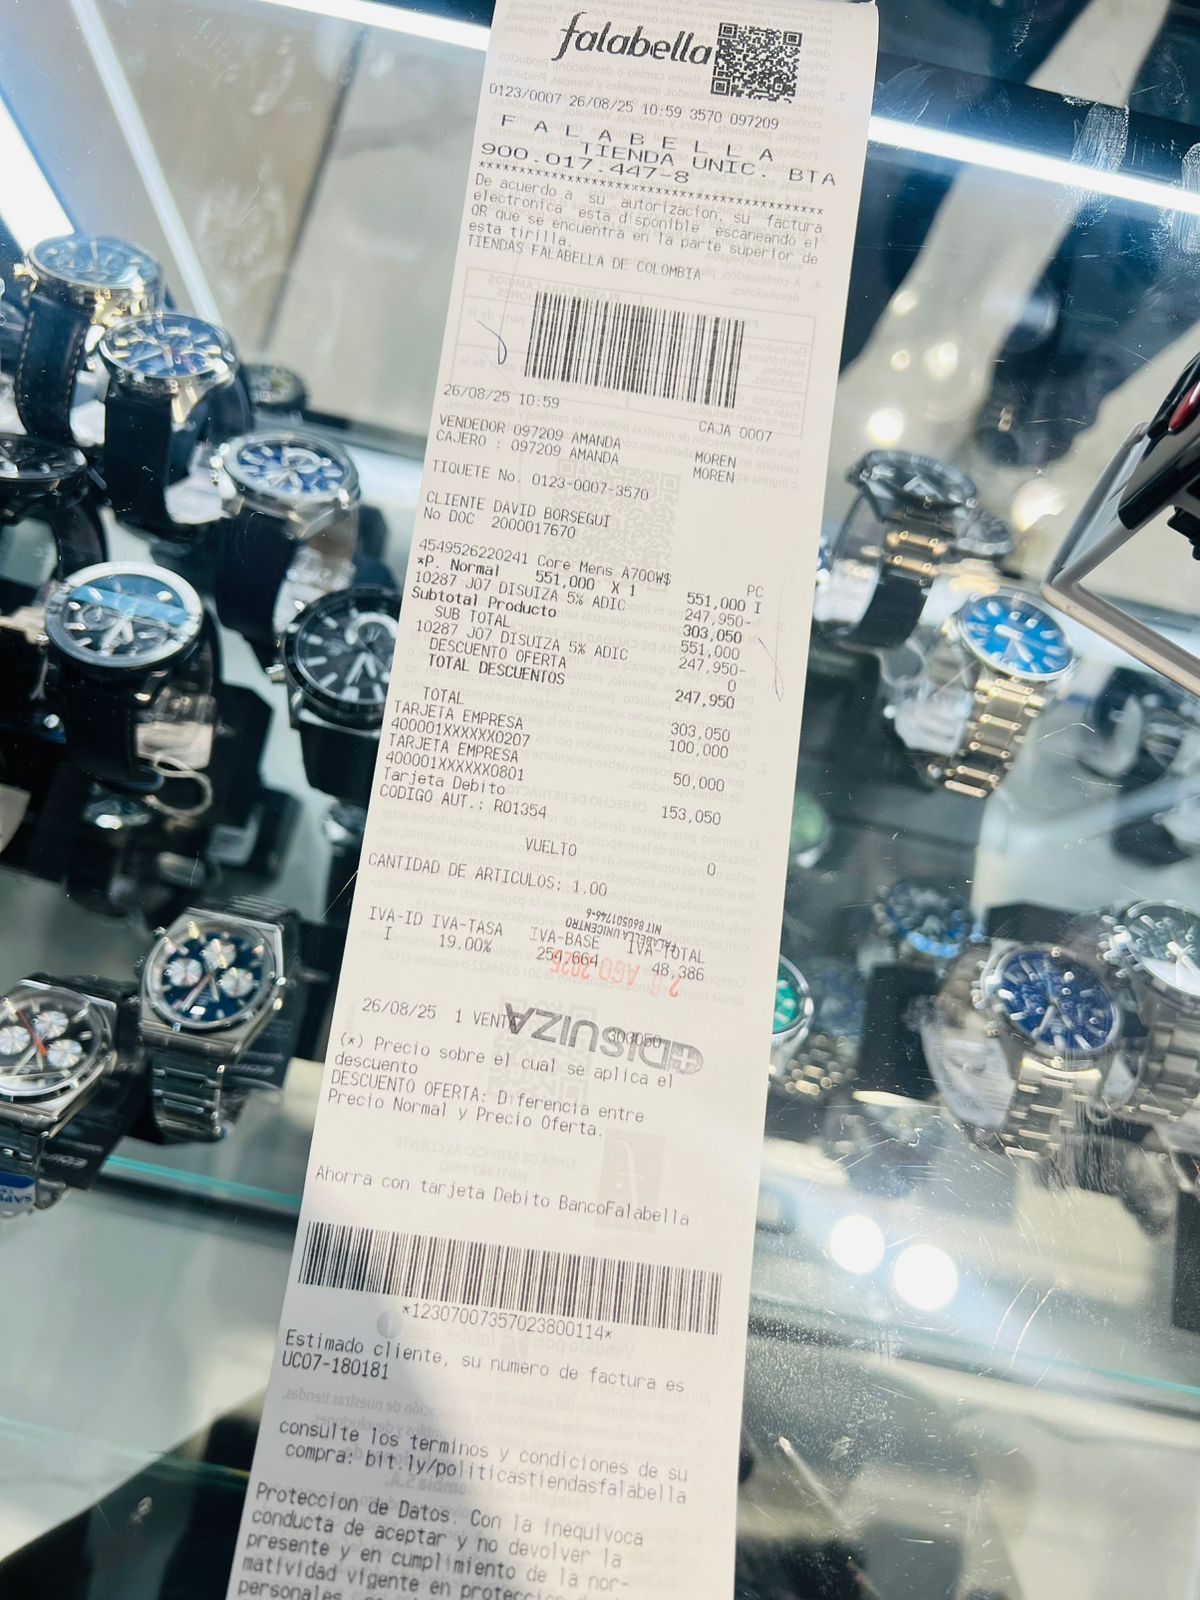 falabella
0123/0007 26/08/25 10:59 3570 097209
F A L A B E L L A
TIENDA UNIC. BTA
900.017.447-8
****************************************
De acuerdo a su autorizacion, su factura
electronica esta disponible escaneando el
QR que se encuentra en la parte superior de
esta tirilla.
TIENDAS FALABELLA DE COLOMBIA
26/08/25 10:59 CAJA 0007
VENDEDOR 097209 AMANDA MOREN
CAJERO : 097209 AMANDA MOREN
TIQUETE No. 0123-0007-3570
CLIENTE DAVID BORSEGUI
No DOC 2000017670
4549526220241 Core Mens A700W$ PC
*P. Normal 551,000 X 1 551,000 I
10287 J07 DISUIZA 5% ADIC 247,950-
Subtotal Producto 303,050
SUB TOTAL 551,000
10287 J07 DISUIZA 5% ADIC 247,950-
DESCUENTO OFERTA 0
TOTAL DESCUENTOS 247,950
TOTAL 303,050
TARJETA EMPRESA 100,000
400001XXXXXX0207
TARJETA EMPRESA 50,000
400001XXXXXX0801
Tarjeta Debito 153,050
CODIGO AUT.: R01354
VUELTO 0
CANTIDAD DE ARTICULOS: 1.00
FALABELLA UNICENTRO
NIT 860501746-6
IVA-ID IVA-TASA IVA-BASE IVA-TOTAL
I 19.00% 254,664 48,386
AGO 2025
26/08/25 1 VENTA 303050
DISUIZA
(*) Precio sobre el cual se aplica el
descuento
DESCUENTO OFERTA: Diferencia entre
Precio Normal y Precio Oferta.
Ahorra con tarjeta Debito BancoFalabella
*12307007357023800114*
Estimado cliente, su numero de factura es
UC07-180181
consulte los terminos y condiciones de su
compra: bit.ly/politicastiendasfalabella
Proteccion de Datos. Con la inequivoca
conducta de aceptar y no devolver la
presente y en cumplimiento de la nor-
matividad vigente en proteccion
personales